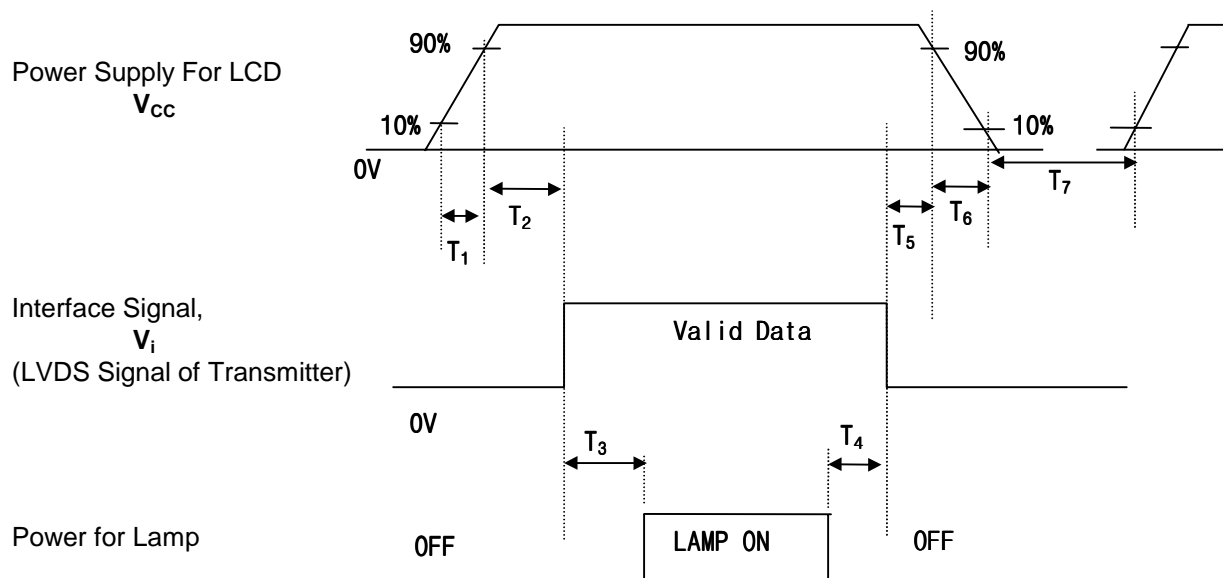 Power Supply For LCD
VCC
90%
10%
0V
90%
10%
T1
T2
T5
T6
T7
Interface Signal,
Vi
(LVDS Signal of Transmitter)
Valid Data
0V
T3
T4
Power for Lamp
OFF
LAMP ON
OFF